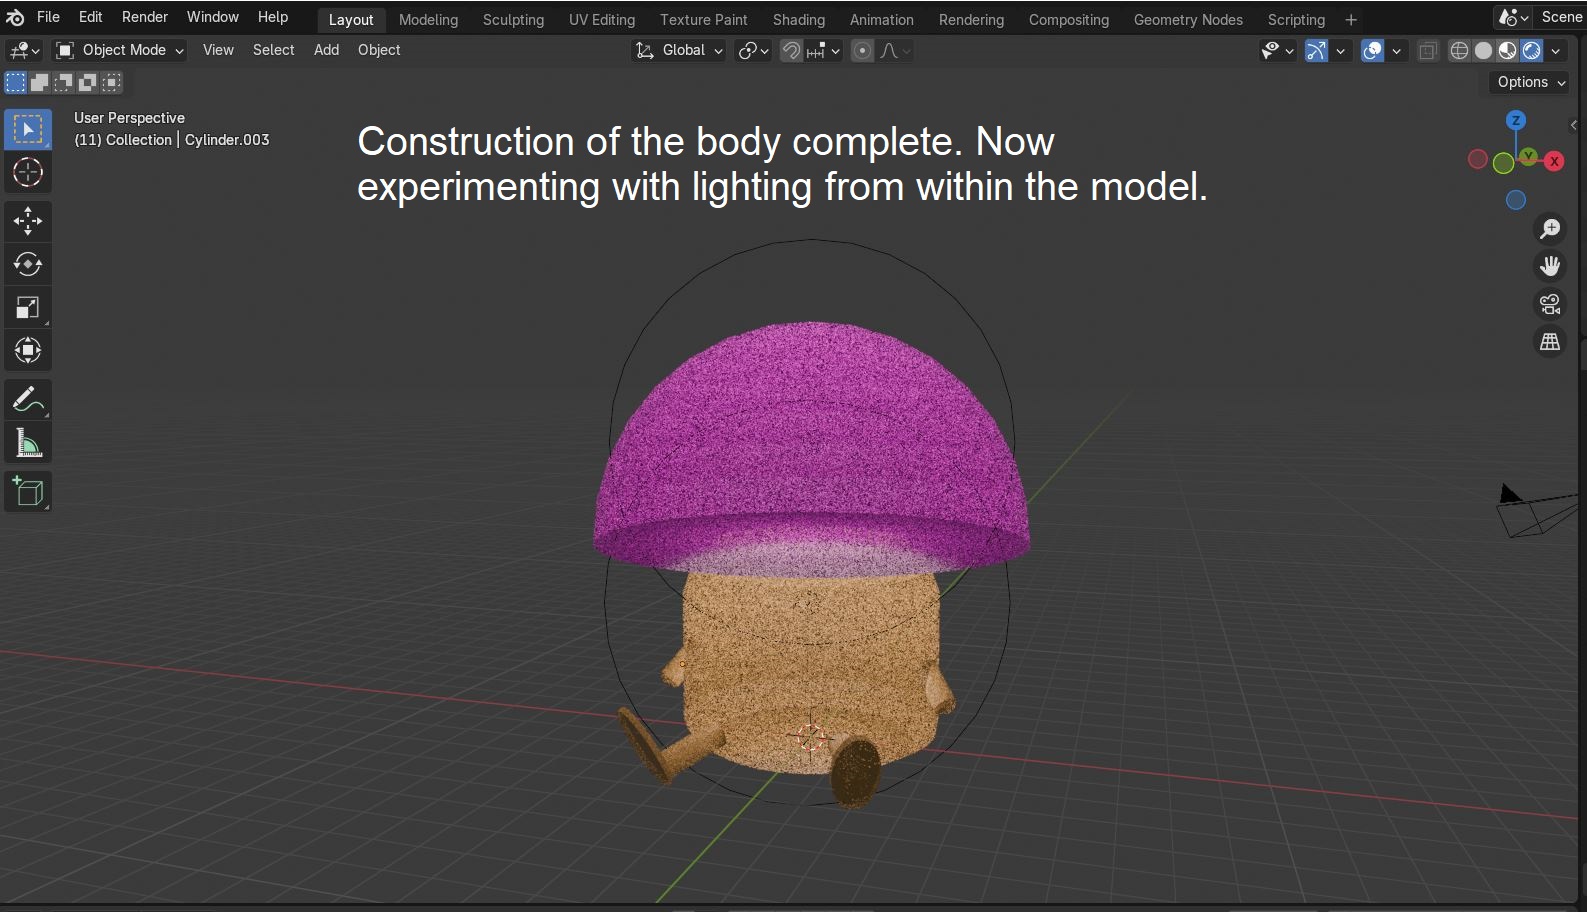 File Edit Render Window Help Layout Modeling Sculpting UV Editing Texture Paint Shading Animation Rendering Compositing Geometry Nodes Scripting + Scene
Object Mode View Select Add Object Global
Options
User Perspective
(11) Collection | Cylinder.003
Construction of the body complete. Now
experimenting with lighting from within the model.
Z
Y
X